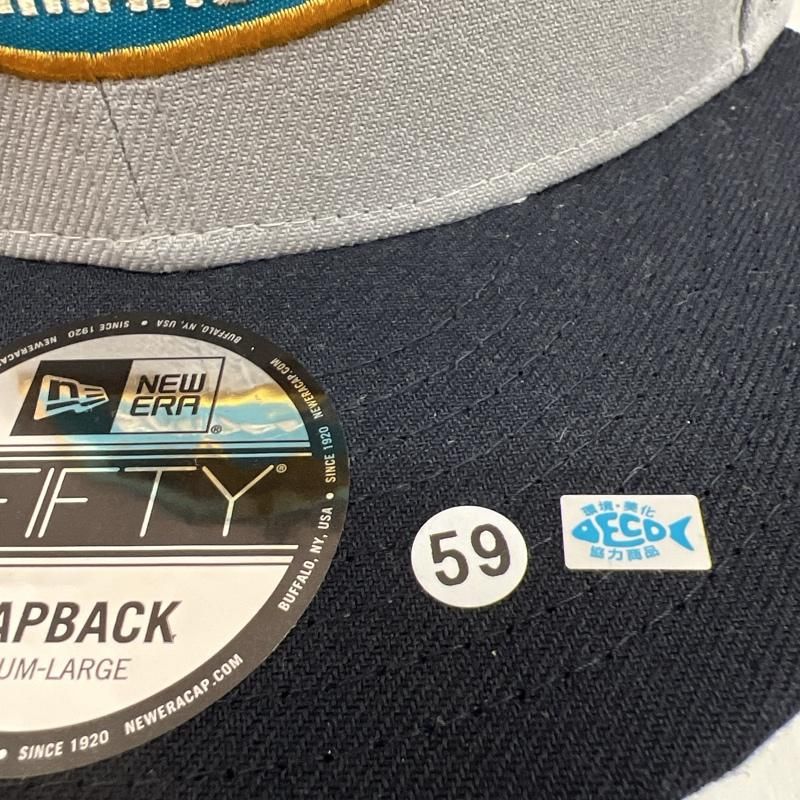 NEW
ERA
®
FIFTY®
APBACK
UM-LARGE
SINCE 1920 NEWERACAP.COM
BUFFALO, NY, USA • SINCE 1920 NEWERACAP.COM
BUFFALO, NY, USA • SINCE 1920
59
環境・美化
ECO
協力商品